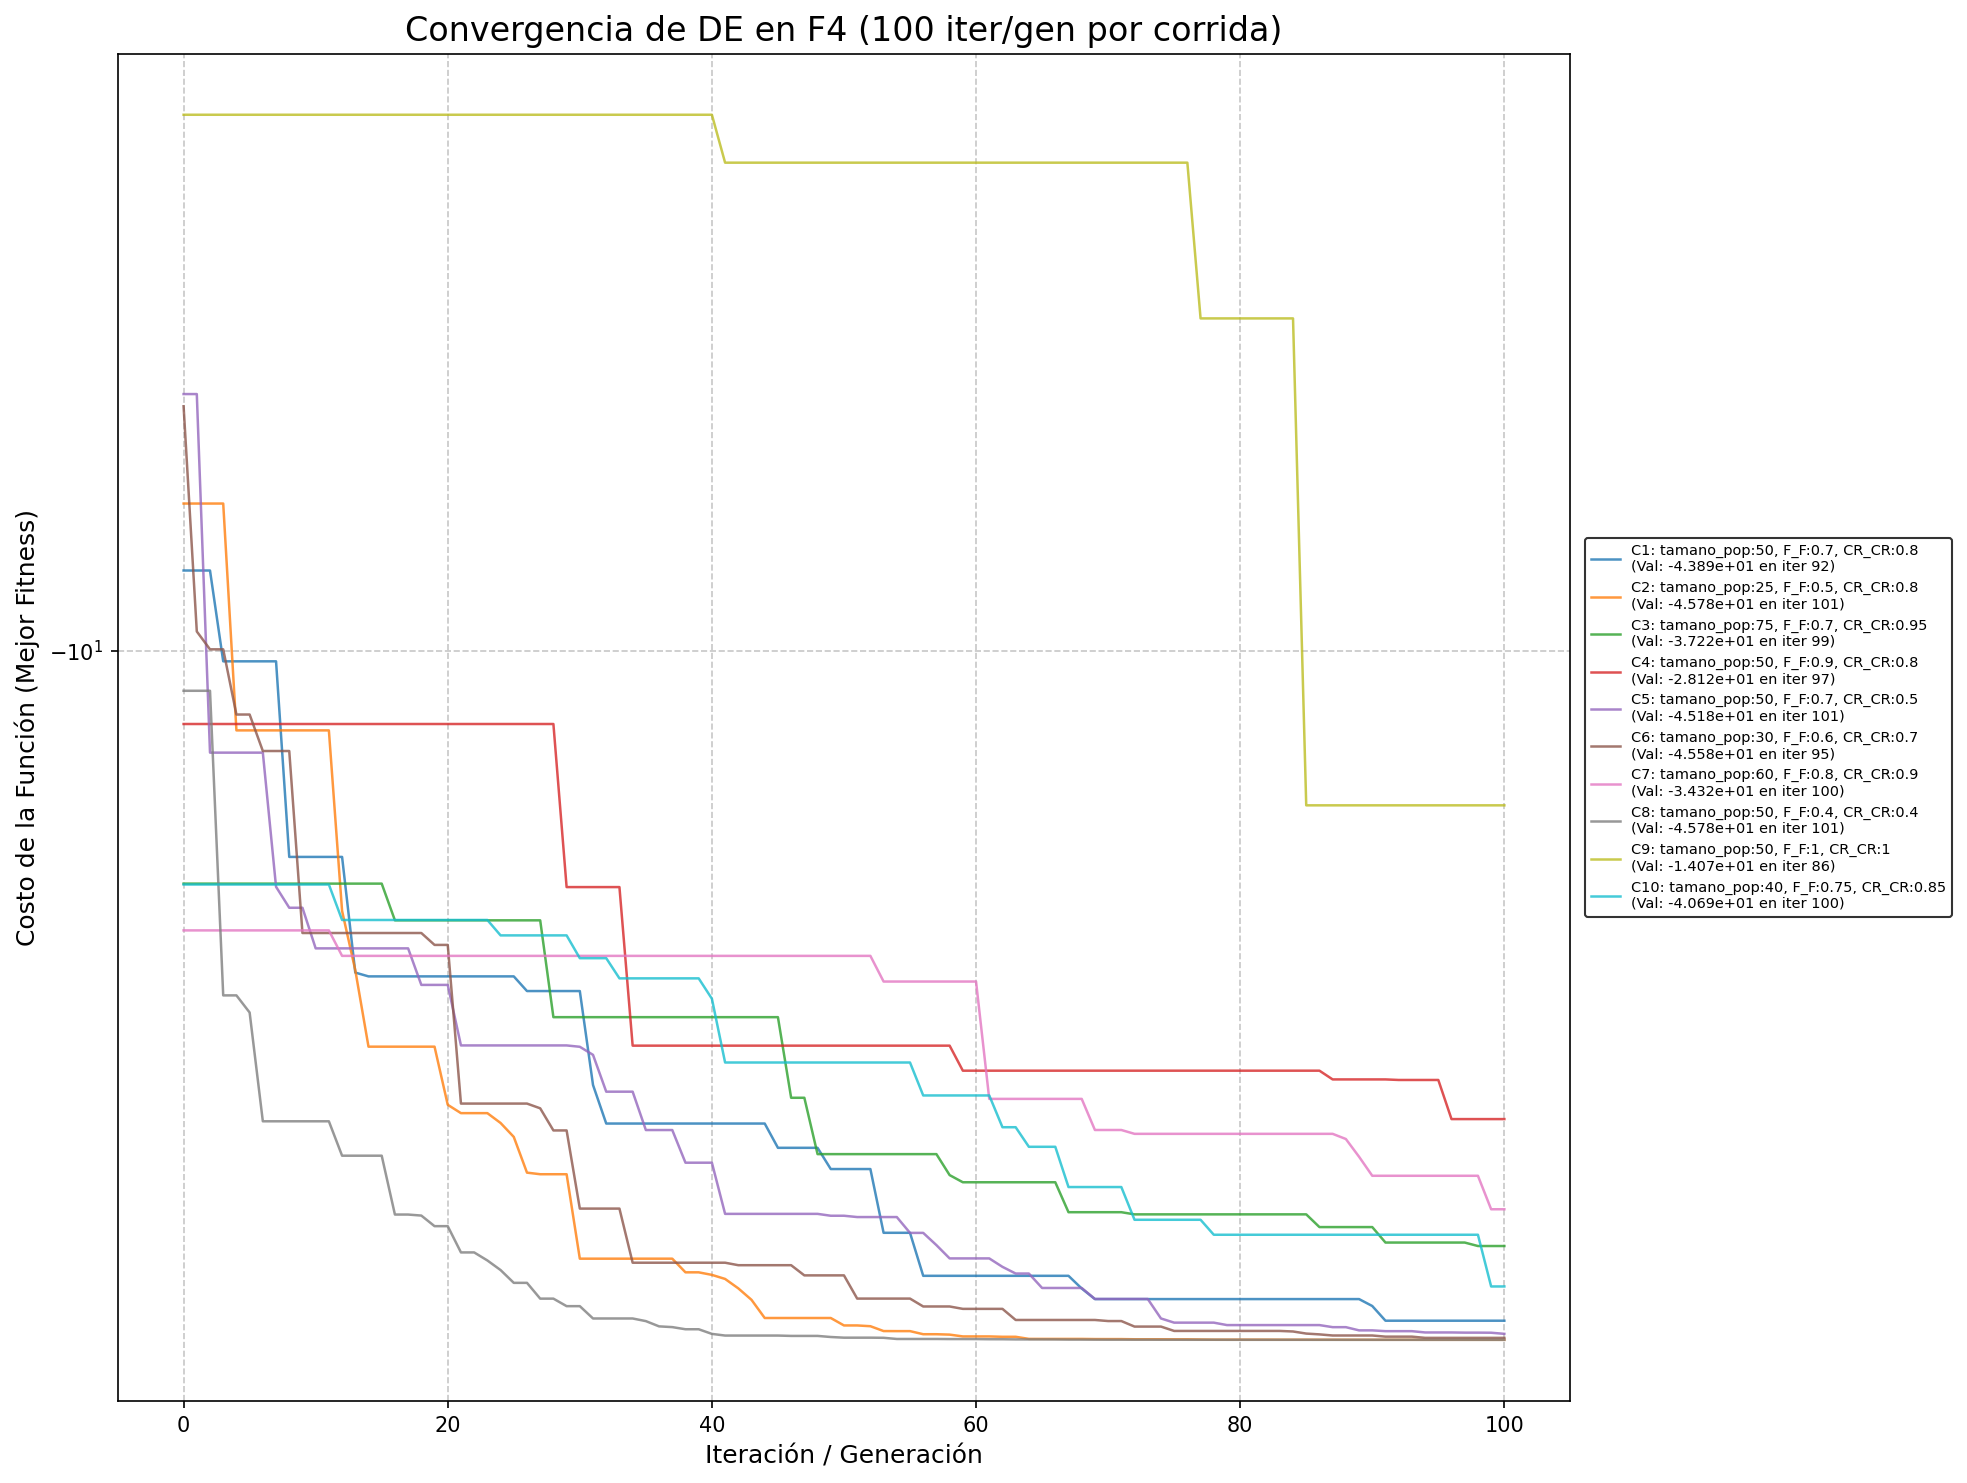 Convergencia de DE en F4 (100 iter/gen por corrida)
Costo de la Función (Mejor Fitness)
−10¹
0
20
40
60
80
100
Iteración / Generación
C1: tamano_pop:50, F_F:0.7, CR_CR:0.8
(Val: -4.389e+01 en iter 92)
C2: tamano_pop:25, F_F:0.5, CR_CR:0.8
(Val: -4.578e+01 en iter 101)
C3: tamano_pop:75, F_F:0.7, CR_CR:0.95
(Val: -3.722e+01 en iter 99)
C4: tamano_pop:50, F_F:0.9, CR_CR:0.8
(Val: -2.812e+01 en iter 97)
C5: tamano_pop:50, F_F:0.7, CR_CR:0.5
(Val: -4.518e+01 en iter 101)
C6: tamano_pop:30, F_F:0.6, CR_CR:0.7
(Val: -4.558e+01 en iter 95)
C7: tamano_pop:60, F_F:0.8, CR_CR:0.9
(Val: -3.432e+01 en iter 100)
C8: tamano_pop:50, F_F:0.4, CR_CR:0.4
(Val: -4.578e+01 en iter 101)
C9: tamano_pop:50, F_F:1, CR_CR:1
(Val: -1.407e+01 en iter 86)
C10: tamano_pop:40, F_F:0.75, CR_CR:0.85
(Val: -4.069e+01 en iter 100)